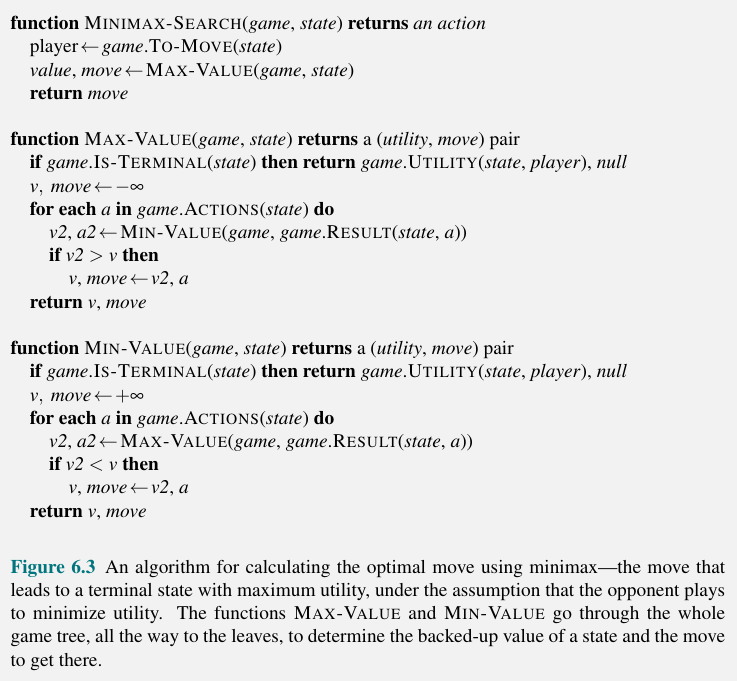 function MINIMAX-SEARCH(game, state) returns an action
player←game.TO-MOVE(state)
value, move←MAX-VALUE(game, state)
return move
function MAX-VALUE(game, state) returns a (utility, move) pair
if game.IS-TERMINAL(state) then return game.UTILITY(state, player), null
v, move←−∞
for each a in game.ACTIONS(state) do
v2, a2←MIN-VALUE(game, game.RESULT(state, a))
if v2 > v then
v, move←v2, a
return v, move
function MIN-VALUE(game, state) returns a (utility, move) pair
if game.IS-TERMINAL(state) then return game.UTILITY(state, player), null
v, move←+∞
for each a in game.ACTIONS(state) do
v2, a2←MAX-VALUE(game, game.RESULT(state, a))
if v2 < v then
v, move←v2, a
return v, move
Figure 6.3 An algorithm for calculating the optimal move using minimax—the move that
leads to a terminal state with maximum utility, under the assumption that the opponent plays
to minimize utility. The functions MAX-VALUE and MIN-VALUE go through the whole
game tree, all the way to the leaves, to determine the backed-up value of a state and the move
to get there.